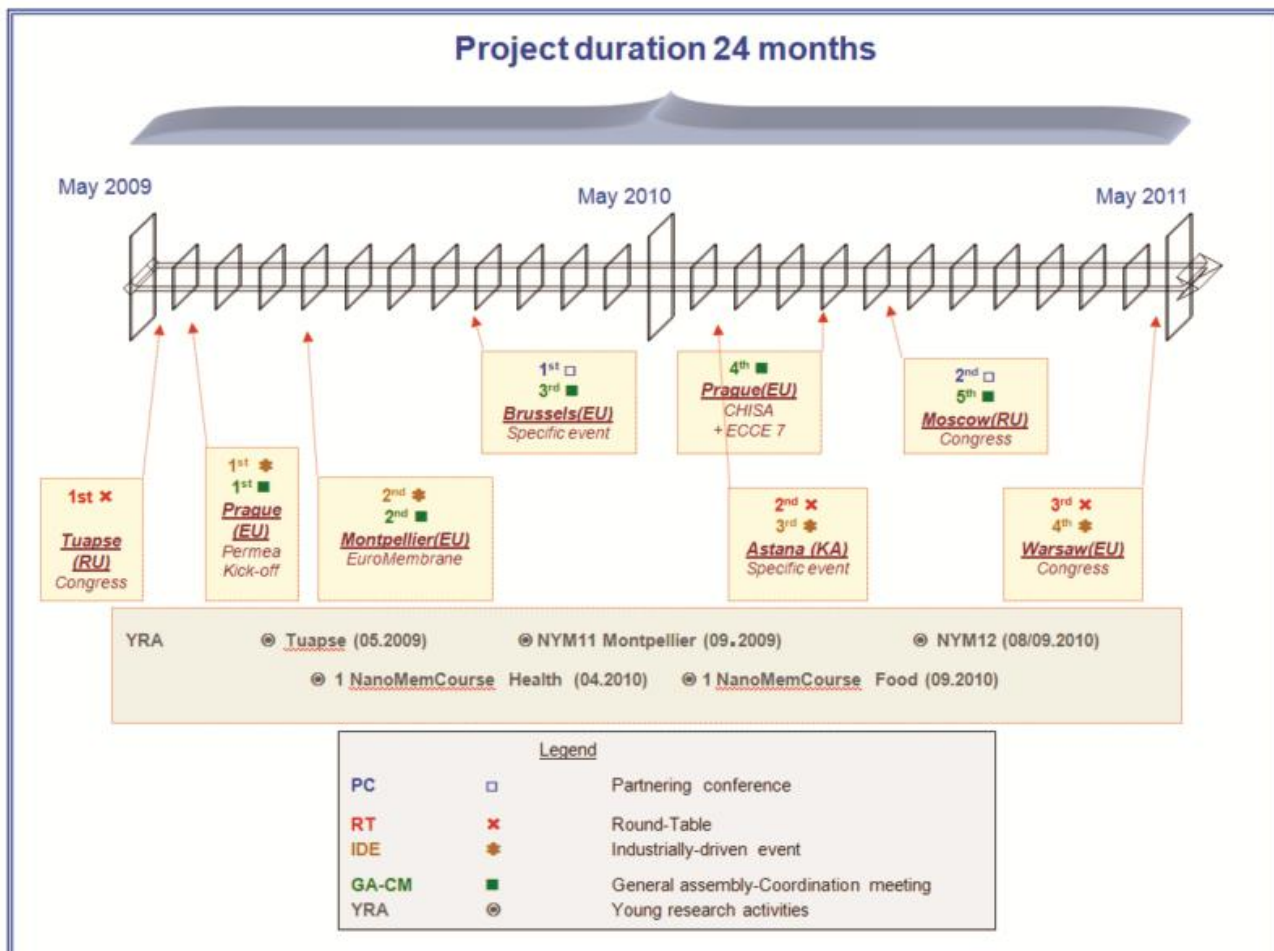 Project duration 24 months
May 2009
May 2010
May 2011
1st □
3rd ■
Brussels(EU)
Specific event
4th ■
Prague(EU)
CHISA
+ ECCE 7
2nd □
5th ■
Moscow(RU)
Congress
1st ✖
Tuapse
(RU)
Congress
1st ✽
1st ■
Prague
(EU)
Permea
Kick-off
2nd ✽
2nd ■
Montpellier(EU)
EuroMembrane
2nd ✖
3rd ✽
Astana (KA)
Specific event
3rd ✖
4th ✽
Warsaw(EU)
Congress
YRA ⍟ Tuapse (05.2009) ⍟ NYM11 Montpellier (09.2009) ⍟ NYM12 (08/09.2010)
⍟ 1 NanoMemCourse Health (04.2010) ⍟ 1 NanoMemCourse Food (09.2010)
Legend
PC □ Partnering conference
RT ✖ Round-Table
IDE ✽ Industrially-driven event
GA-CM ■ General assembly-Coordination meeting
YRA ⍟ Young research activities